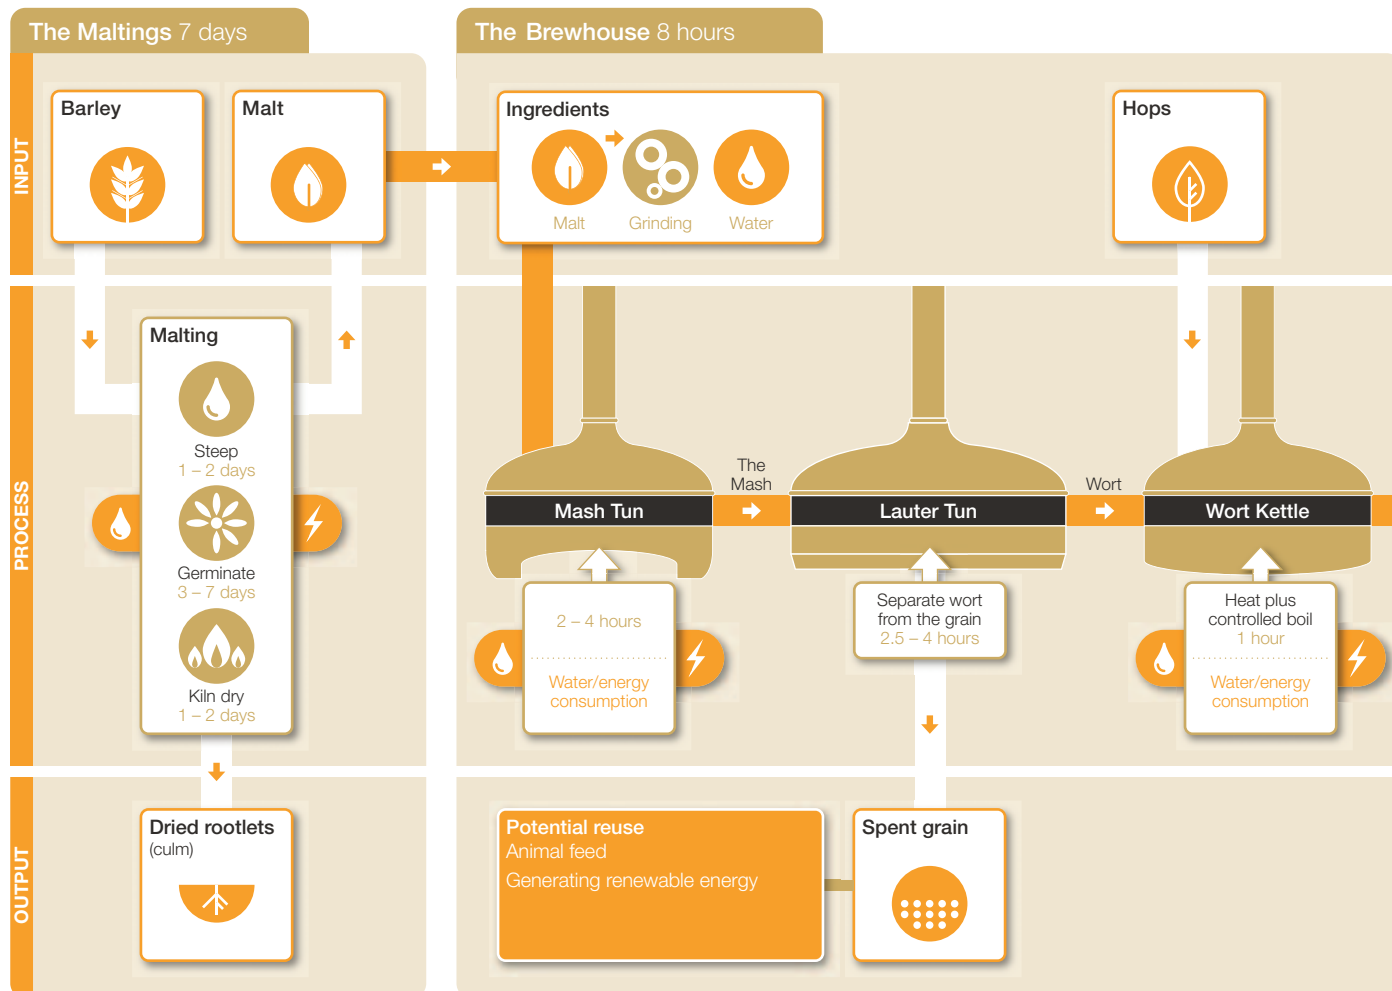 The Maltings 7 days
The Brewhouse 8 hours
INPUT
Barley
Malt
Ingredients
Malt
Grinding
Water
Hops
PROCESS
Malting
Steep
1 – 2 days
Germinate
3 – 7 days
Kiln dry
1 – 2 days
Mash Tun
The
Mash
Lauter Tun
Wort
Wort Kettle
2 – 4 hours
Water/energy
consumption
Separate wort
from the grain
2.5 – 4 hours
Heat plus
controlled boil
1 hour
Water/energy
consumption
OUTPUT
Dried rootlets
(culm)
Potential reuse
Animal feed
Generating renewable energy
Spent grain